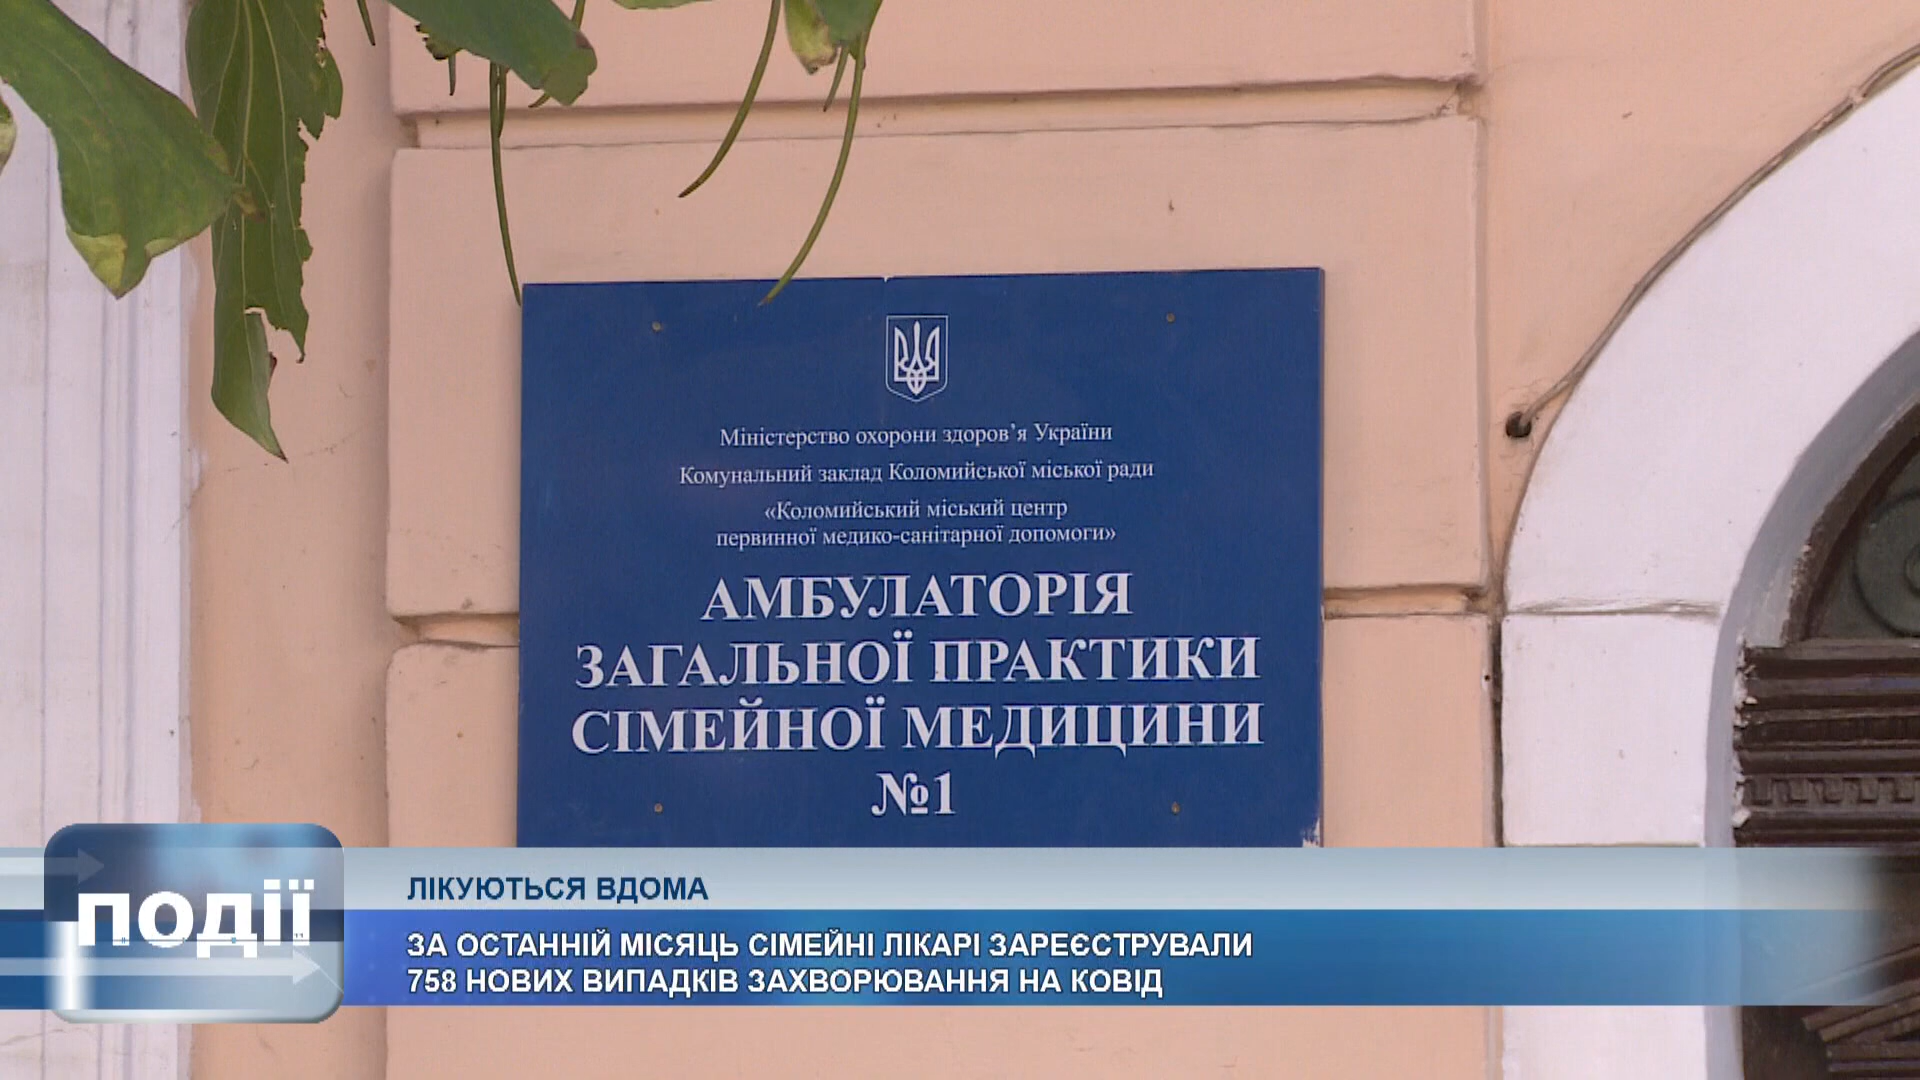 Міністерство охорони здоров’я України
Комунальний заклад Коломийської міської ради
«Коломийський міський центр
первинної медико-санітарної допомоги»
АМБУЛАТОРІЯ
ЗАГАЛЬНОЇ ПРАКТИКИ
СІМЕЙНОЇ МЕДИЦИНИ
№1
події
ЛІКУЮТЬСЯ ВДОМА
ЗА ОСТАННІЙ МІСЯЦЬ СІМЕЙНІ ЛІКАРІ ЗАРЕЄСТРУВАЛИ
758 НОВИХ ВИПАДКІВ ЗАХВОРЮВАННЯ НА КОВІД